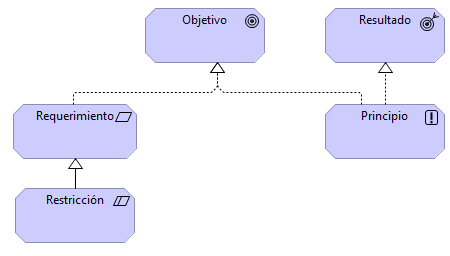 Objetivo
Resultado
Requerimiento
Principio
Restricción